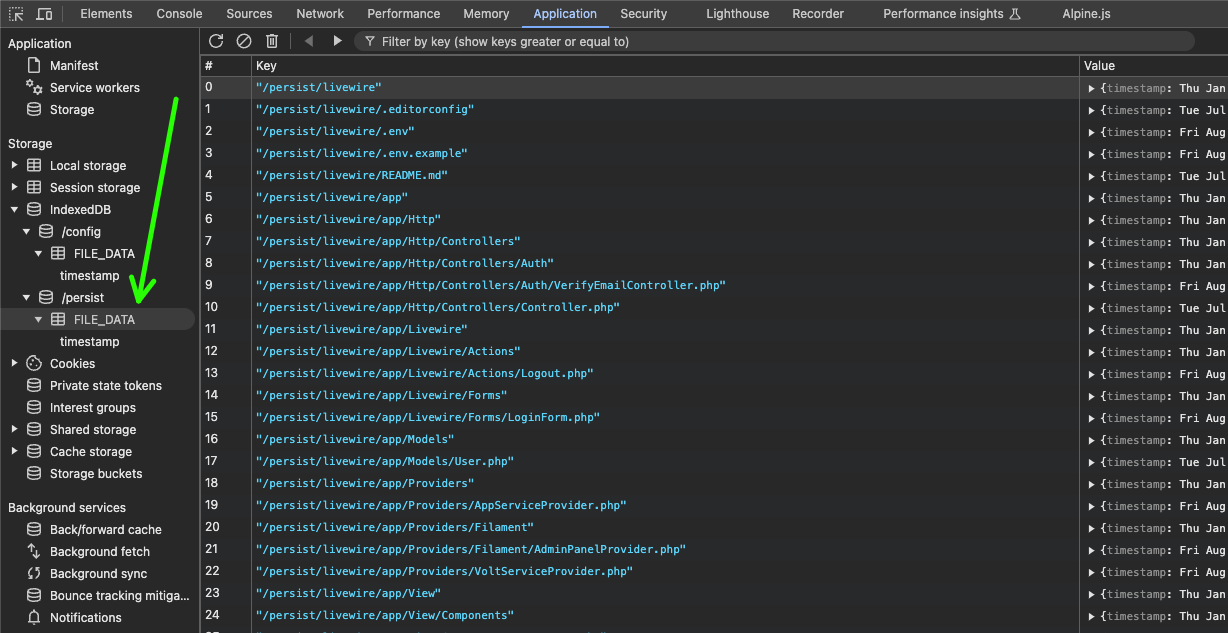 Elements Console Sources Network Performance Memory Application Security Lighthouse Recorder Performance insights Alpine.js
Application
Manifest
Service workers
Storage
Storage
Local storage
Session storage
IndexedDB
/config
FILE_DATA
timestamp
/persist
FILE_DATA
timestamp
Cookies
Private state tokens
Interest groups
Shared storage
Cache storage
Storage buckets
Background services
Back/forward cache
Background fetch
Background sync
Bounce tracking mitiga...
Notifications
Filter by key (show keys greater or equal to)
# Key Value
0 "/persist/livewire" {timestamp: Thu Jan
1 "/persist/livewire/.editorconfig" {timestamp: Tue Jul
2 "/persist/livewire/.env" {timestamp: Fri Aug
3 "/persist/livewire/.env.example" {timestamp: Fri Aug
4 "/persist/livewire/README.md" {timestamp: Tue Jul
5 "/persist/livewire/app" {timestamp: Thu Jan
6 "/persist/livewire/app/Http" {timestamp: Thu Jan
7 "/persist/livewire/app/Http/Controllers" {timestamp: Thu Jan
8 "/persist/livewire/app/Http/Controllers/Auth" {timestamp: Thu Jan
9 "/persist/livewire/app/Http/Controllers/Auth/VerifyEmailController.php" {timestamp: Fri Aug
10 "/persist/livewire/app/Http/Controllers/Controller.php" {timestamp: Tue Jul
11 "/persist/livewire/app/Livewire" {timestamp: Thu Jan
12 "/persist/livewire/app/Livewire/Actions" {timestamp: Thu Jan
13 "/persist/livewire/app/Livewire/Actions/Logout.php" {timestamp: Fri Aug
14 "/persist/livewire/app/Livewire/Forms" {timestamp: Thu Jan
15 "/persist/livewire/app/Livewire/Forms/LoginForm.php" {timestamp: Fri Aug
16 "/persist/livewire/app/Models" {timestamp: Thu Jan
17 "/persist/livewire/app/Models/User.php" {timestamp: Tue Jul
18 "/persist/livewire/app/Providers" {timestamp: Thu Jan
19 "/persist/livewire/app/Providers/AppServiceProvider.php" {timestamp: Fri Aug
20 "/persist/livewire/app/Providers/Filament" {timestamp: Thu Jan
21 "/persist/livewire/app/Providers/Filament/AdminPanelProvider.php" {timestamp: Fri Aug
22 "/persist/livewire/app/Providers/VoltServiceProvider.php" {timestamp: Fri Aug
23 "/persist/livewire/app/View" {timestamp: Thu Jan
24 "/persist/livewire/app/View/Components" {timestamp: Thu Jan